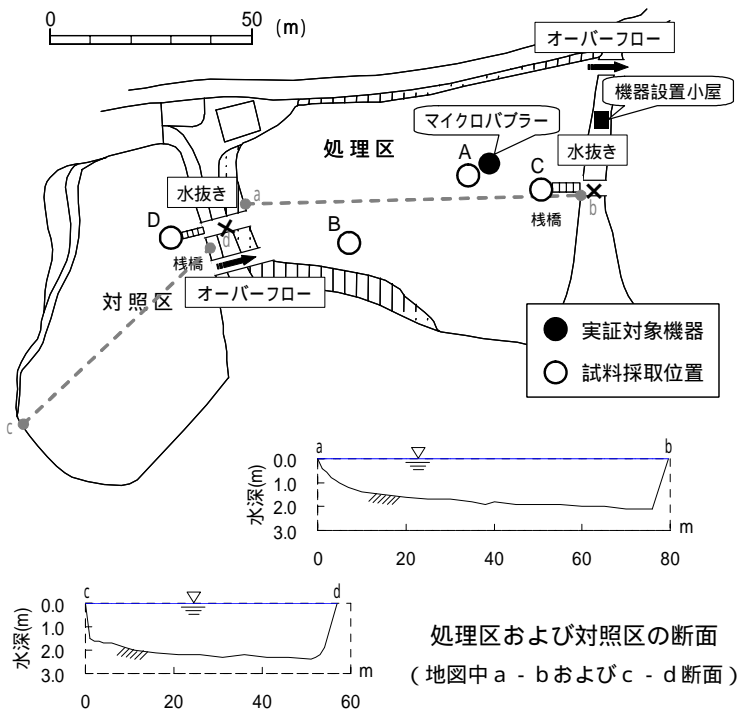 0 50 (m)
オーバーフロー
機器設置小屋
マイクロバブラー
処理区
A
C
水抜き
水抜き
a
b
D
d
B
桟橋
桟橋
オーバーフロー
対照区
実証対象機器
試料採取位置
c
a b
0.0
1.0
2.0
3.0
水深(m)
m
0 20 40 60 80
c d
0.0
1.0
2.0
3.0
水深(m)
m
0 20 40 60
処理区および対照区の断面
(地図中a-bおよびc-d断面)